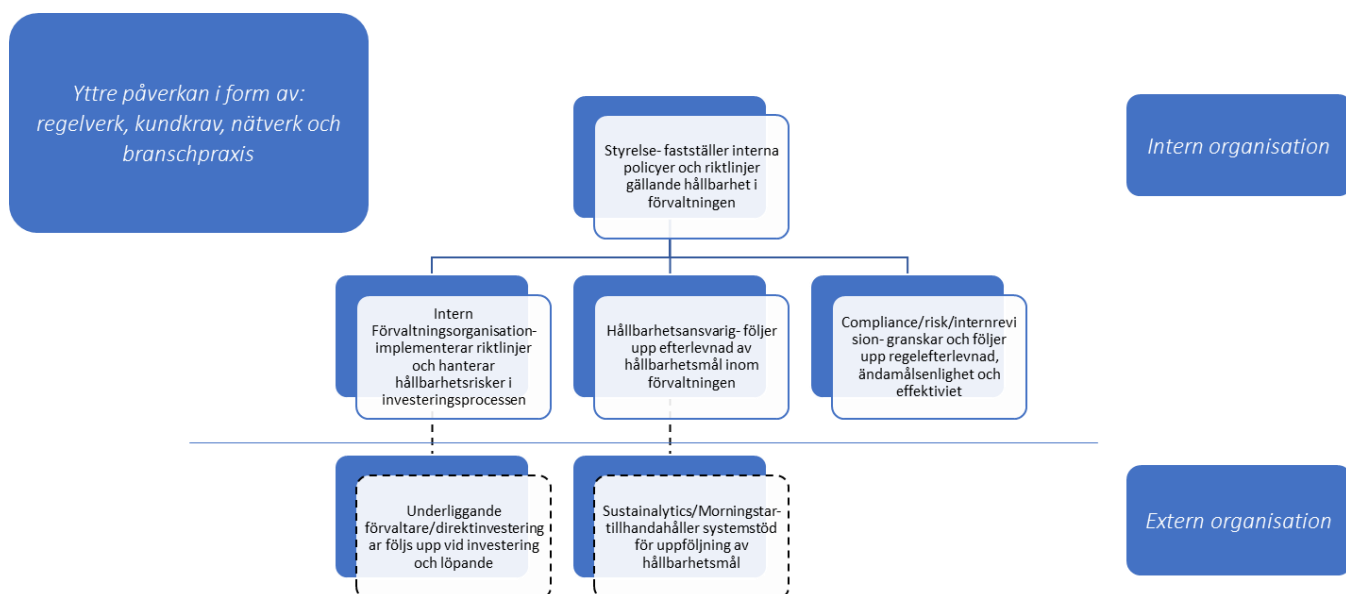 Yttre påverkan i form av:
regelverk, kundkrav, nätverk och
branschpraxis
Styrelse- fastställer interna
policyer och riktlinjer
gällande hållbarhet i
förvaltningen
Intern organisation
Intern
Förvaltningsorganisation-
implementerar riktlinjer
och hanterar
hållbarhetsrisker i
investeringsprocessen
Hållbarhetsansvarig- följer
upp efterlevnad av
hållbarhetsmål inom
förvaltningen
Compliance/risk/internrevi
sion- granskar och följer
upp regelefterlevnad,
ändamålsenlighet och
effektiviet
Underliggande
förvaltare/direktinvestering
ar följs upp vid investering
och löpande
Sustainalytics/Morningstar-
tillhandahåller systemstöd
för uppföljning av
hållbarhetsmål
Extern organisation